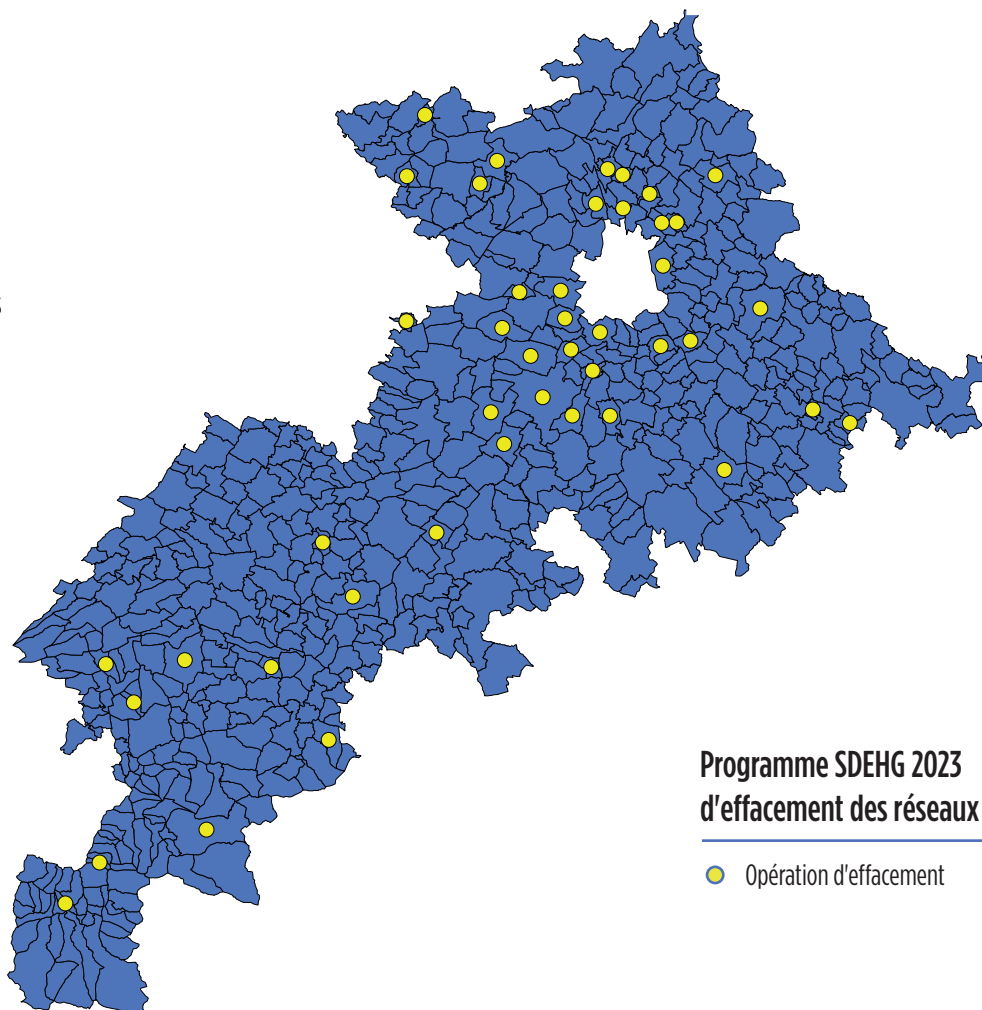 Programme SDEHG 2023
d'effacement des réseaux
Opération d'effacement